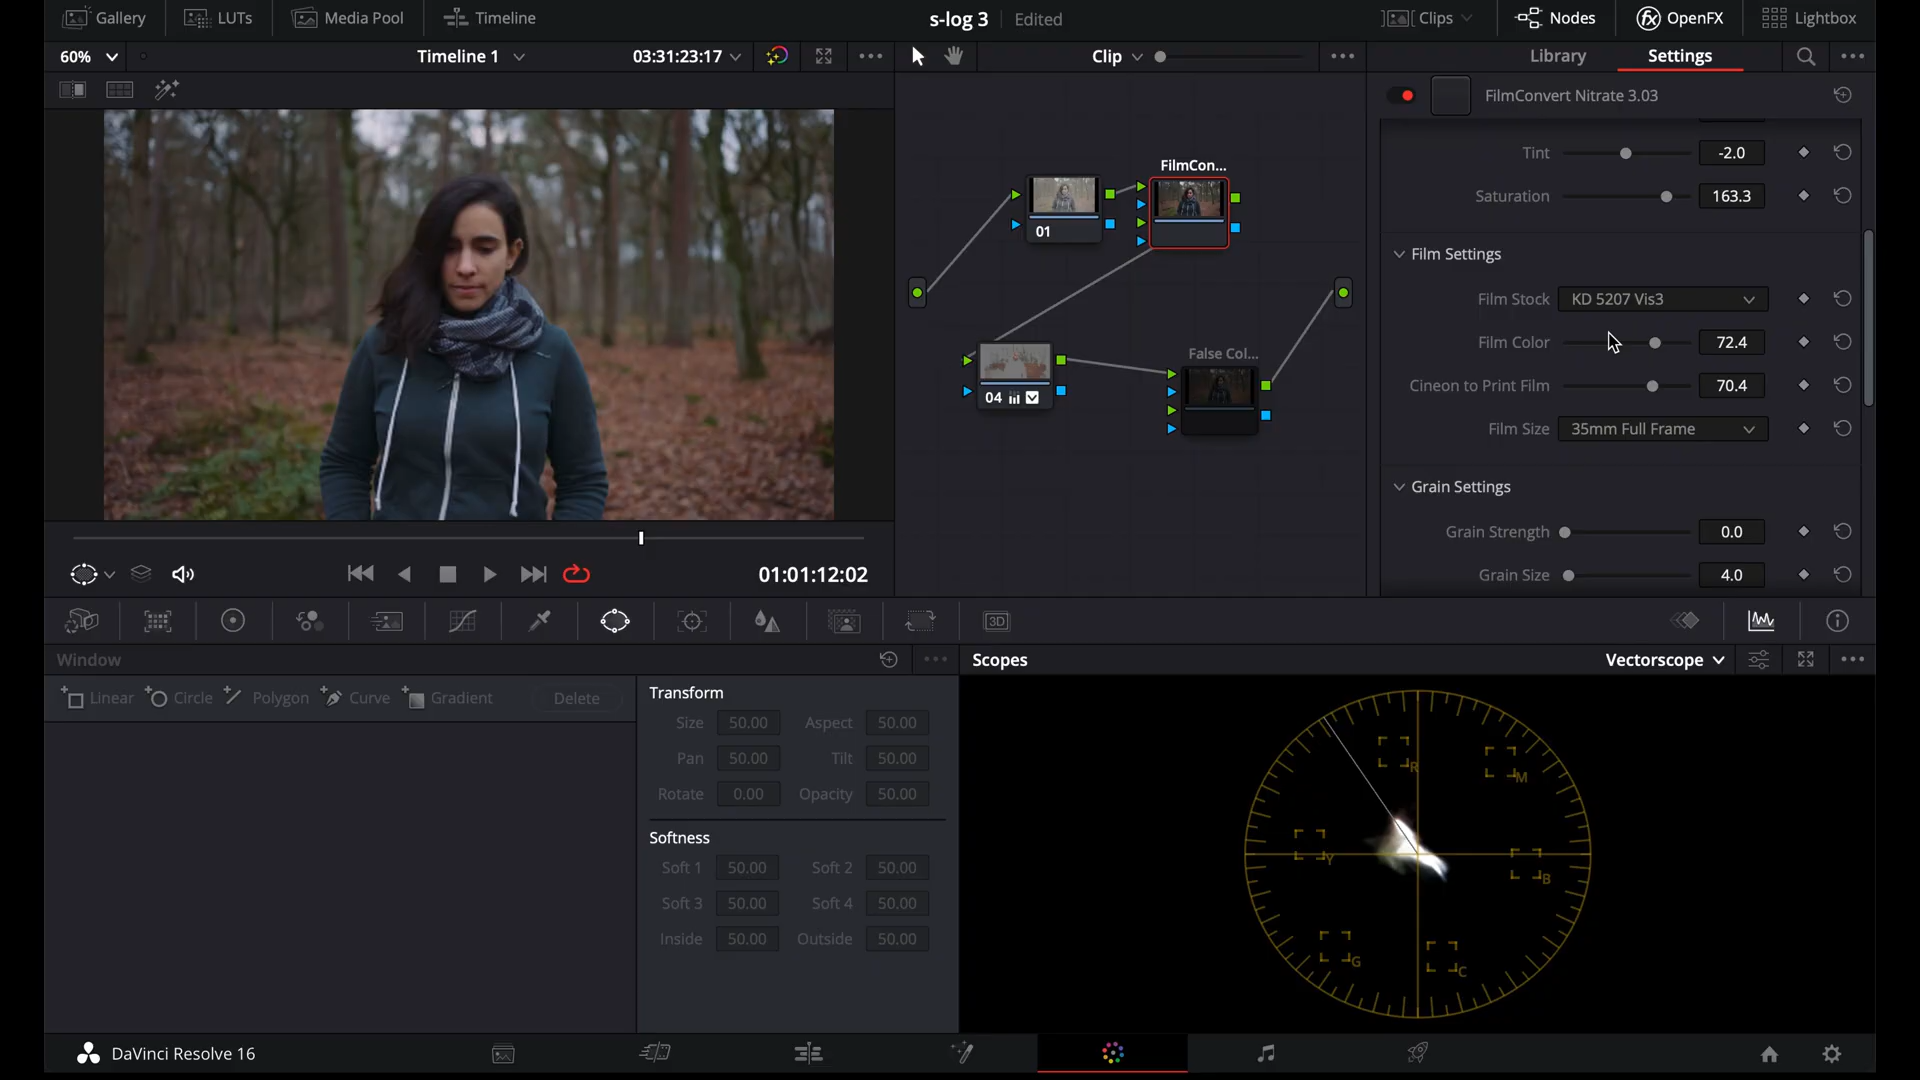 Gallery LUTs Media Pool Timeline s-log 3 Edited Clips Nodes OpenFX Lightbox
60% Timeline 1 03:31:23:17 Clip Library Settings
FilmConvert Nitrate 3.03
Tint -2.0
FilmCon...
Saturation 163.3
01
Film Settings
Film Stock KD 5207 Vis3
Film Color 72.4
False Col...
Cineon to Print Film 70.4
04
Film Size 35mm Full Frame
Grain Settings
Grain Strength 0.0
Grain Size 4.0
01:01:12:02
3D
Window Scopes Vectorscope
Linear Circle Polygon Curve Gradient Delete
Transform
Size 50.00 Aspect 50.00
Pan 50.00 Tilt 50.00
Rotate 0.00 Opacity 50.00
Softness
Soft 1 50.00 Soft 2 50.00
Soft 3 50.00 Soft 4 50.00
Inside 50.00 Outside 50.00
R
M
Y
B
G
C
DaVinci Resolve 16